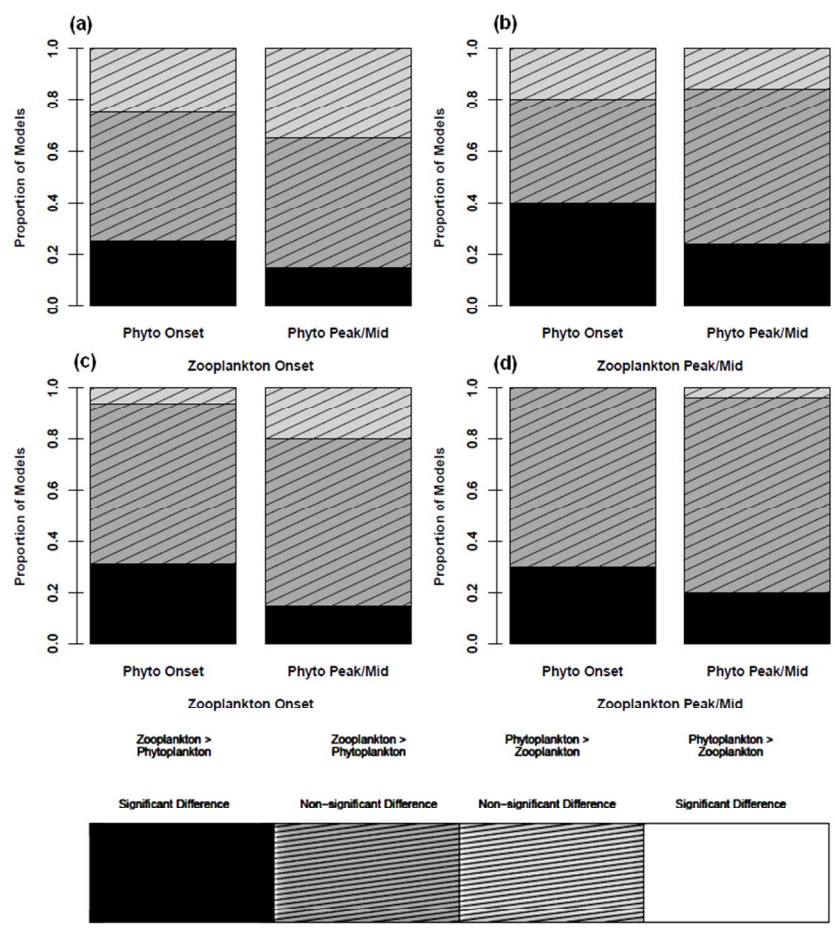 (a)
(b)
Proportion of Models
0.0 0.2 0.4 0.6 0.8 1.0
Phyto Onset Phyto Peak/Mid
Zooplankton Onset
Proportion of Models
0.0 0.2 0.4 0.6 0.8 1.0
Phyto Onset Phyto Peak/Mid
Zooplankton Peak/Mid
(c)
(d)
Proportion of Models
0.0 0.2 0.4 0.6 0.8 1.0
Phyto Onset Phyto Peak/Mid
Zooplankton Onset
Proportion of Models
0.0 0.2 0.4 0.6 0.8 1.0
Phyto Onset Phyto Peak/Mid
Zooplankton Peak/Mid
Zooplankton >
Phytoplankton
Zooplankton >
Phytoplankton
Phytoplankton >
Zooplankton
Phytoplankton >
Zooplankton
Significant Difference
Non-significant Difference
Non-significant Difference
Significant Difference